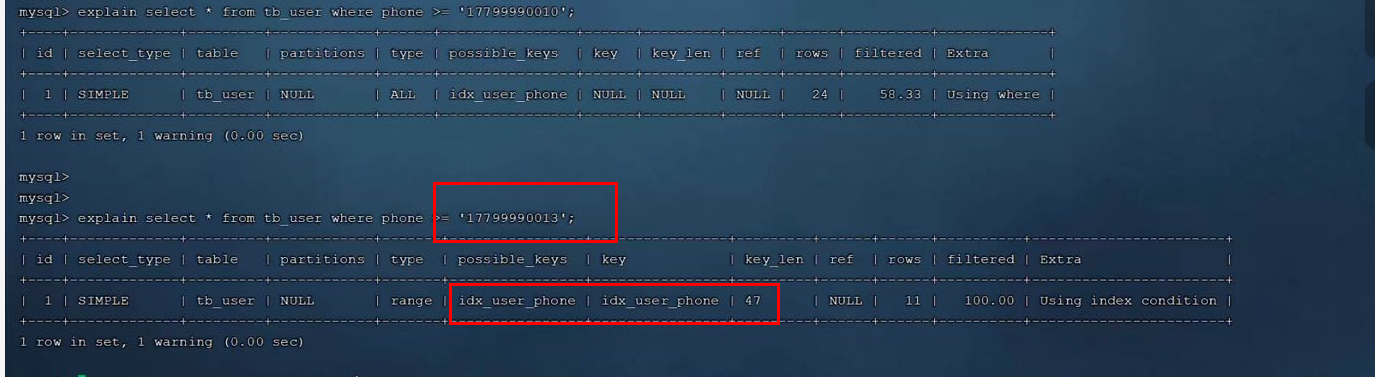 mysql> explain select * from tb_user where phone >= '17799990010';
+----+-------------+---------+------------+------+----------------+------+---------+------+------+----------+-------------+
| id | select_type | table   | partitions | type | possible_keys  | key  | key_len | ref  | rows | filtered | Extra       |
+----+-------------+---------+------------+------+----------------+------+---------+------+------+----------+-------------+
|  1 | SIMPLE      | tb_user | NULL       | ALL  | idx_user_phone | NULL | NULL    | NULL |   24 |    58.33 | Using where |
+----+-------------+---------+------------+------+----------------+------+---------+------+------+----------+-------------+
1 row in set, 1 warning (0.00 sec)
mysql>
mysql>
mysql> explain select * from tb_user where phone >= '17799990013';
+----+-------------+---------+------------+-------+----------------+----------------+---------+------+------+----------+-----------------------+
| id | select_type | table   | partitions | type  | possible_keys  | key            | key_len | ref  | rows | filtered | Extra                 |
+----+-------------+---------+------------+-------+----------------+----------------+---------+------+------+----------+-----------------------+
|  1 | SIMPLE      | tb_user | NULL       | range | idx_user_phone | idx_user_phone | 47      | NULL |   11 |   100.00 | Using index condition |
+----+-------------+---------+------------+-------+----------------+----------------+---------+------+------+----------+-----------------------+
1 row in set, 1 warning (0.00 sec)